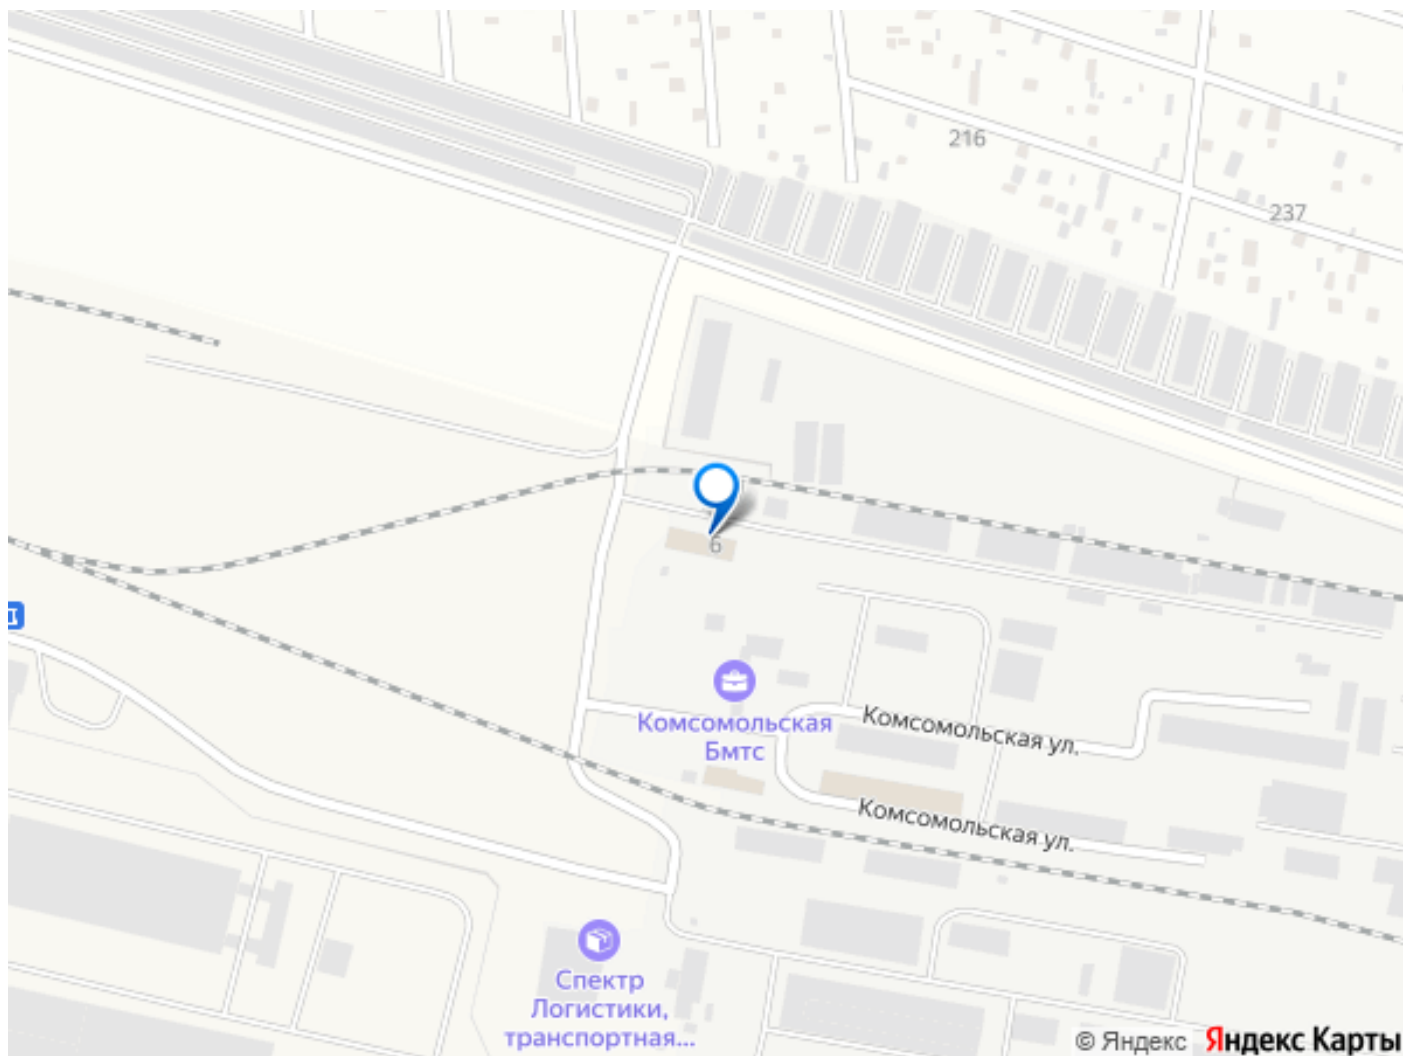 216
237
6
Комсомольская
Бмтс
Комсомольская ул.
Комсомольская ул.
Спектр
Логистики,
транспортная...
© Яндекс Яндекс Карты